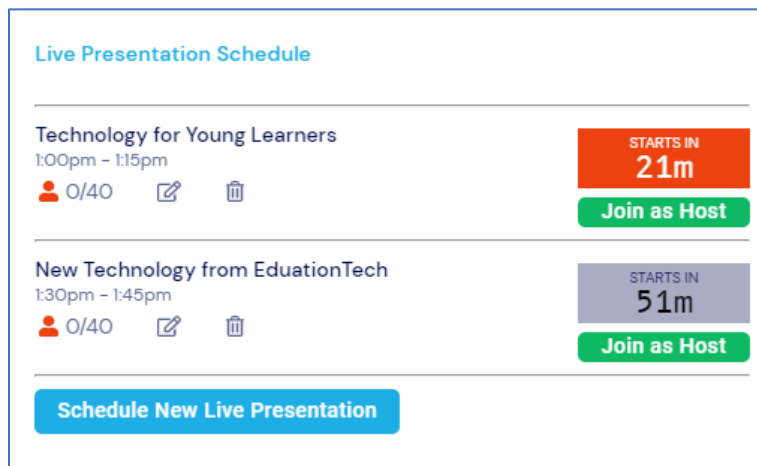 Live Presentation Schedule
Technology for Young Learners
1:00pm - 1:15pm
0/40
STARTS IN
21m
Join as Host
New Technology from EduationTech
1:30pm - 1:45pm
0/40
STARTS IN
51m
Join as Host
Schedule New Live Presentation